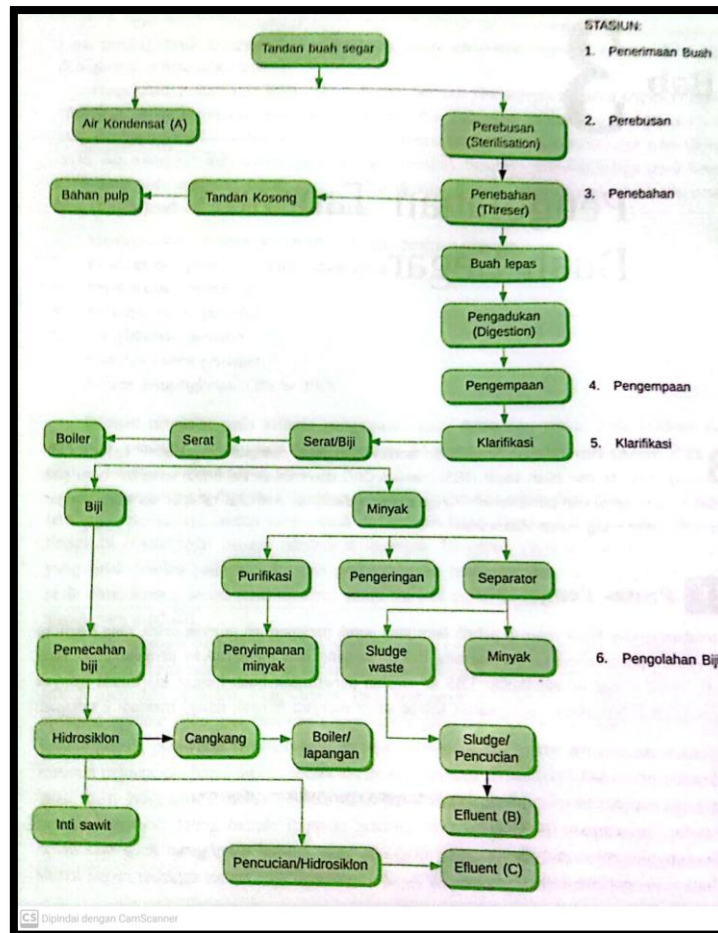 STASIUN:
Tandan buah segar
1. Penerimaan Buah
Air Kondensat (A)
Perebusan
(Sterilisation)
2. Perebusan
Bahan pulp
Tandan Kosong
Penebahan
(Threser)
3. Penebahan
Buah lepas
Pengadukan
(Digestion)
Pengempaan
4. Pengempaan
Boiler
Serat
Serat/Biji
Klarifikasi
5. Klarifikasi
Biji
Minyak
Purifikasi
Pengeringan
Separator
Pemecahan
biji
Penyimpanan
minyak
Sludge
waste
Minyak
6. Pengolahan Biji
Hidrosiklon
Cangkang
Boiler/
lapangan
Sludge/
Pencucian
Inti sawit
Efluent (B)
Pencucian/Hidrosiklon
Efluent (C)
CS Dipindai dengan CamScanner